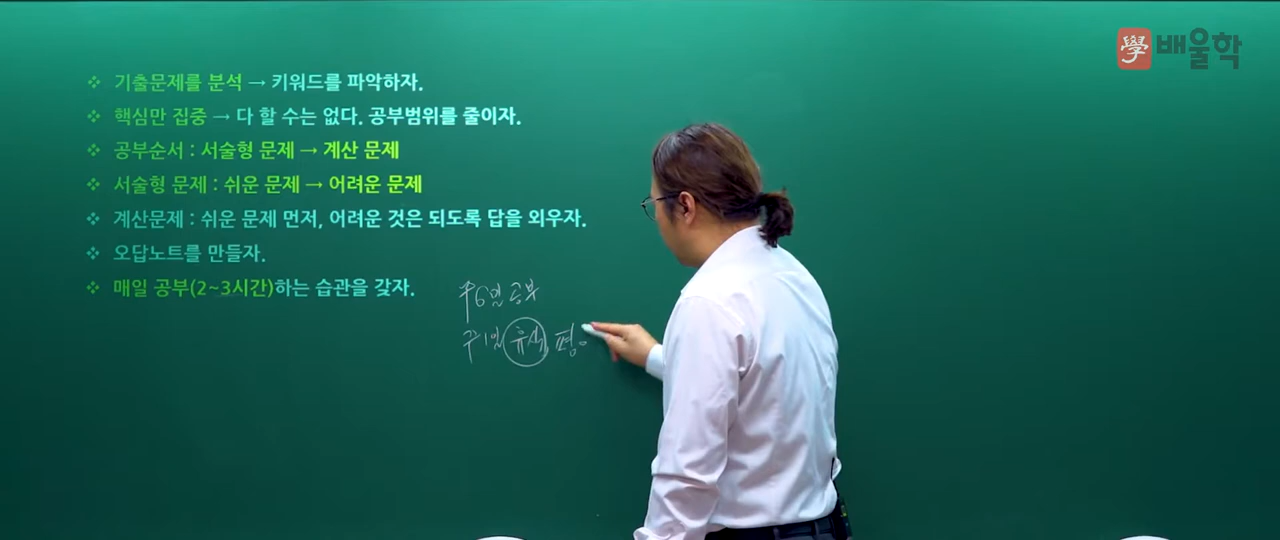 學 배울학
❖ 기출문제를 분석 → 키워드를 파악하자.
❖ 핵심만 집중 → 다 할 수는 없다. 공부범위를 줄이자.
❖ 공부순서 : 서술형 문제 → 계산 문제
❖ 서술형 문제 : 쉬운 문제 → 어려운 문제
❖ 계산문제 : 쉬운 문제 먼저, 어려운 것은 되도록 답을 외우자.
❖ 오답노트를 만들자.
❖ 매일 공부(2~3시간)하는 습관을 갖자.
주6일 공부
주1일 휴식 평